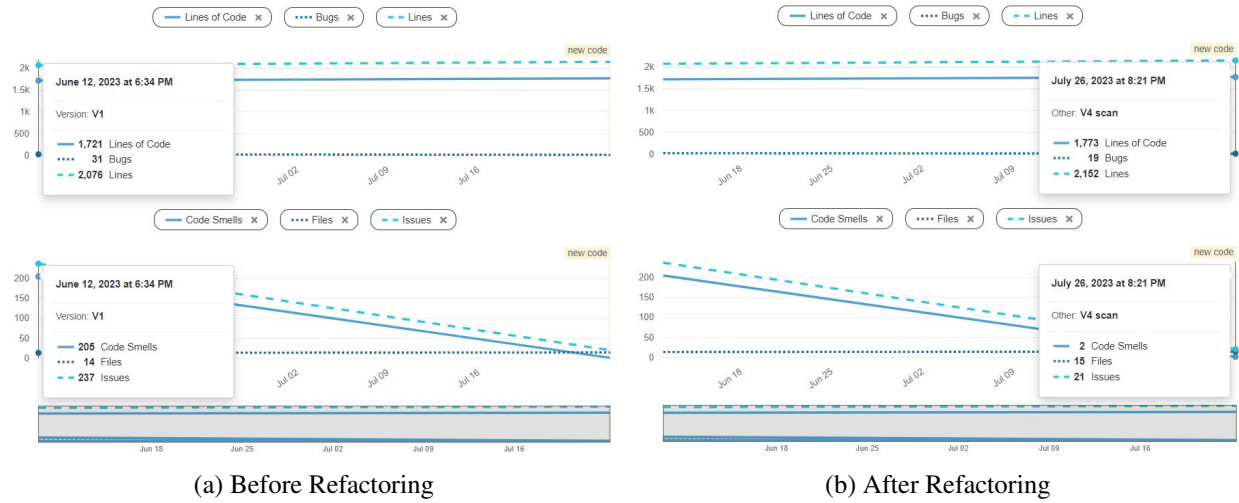 Lines of Code ×
Bugs ×
Lines ×
new code
2k
1.5k
1k
500
0
June 12, 2023 at 6:34 PM
Version: V1
1,721 Lines of Code
31 Bugs
2,076 Lines
Jul 02
Jul 09
Jul 16
Code Smells ×
Files ×
Issues ×
new code
200
150
100
50
0
June 12, 2023 at 6:34 PM
Version: V1
205 Code Smells
14 Files
237 Issues
Jul 02
Jul 09
Jul 16
Jun 18
Jun 25
Jul 02
Jul 09
Jul 16
(a) Before Refactoring
Lines of Code ×
Bugs ×
Lines ×
new code
2k
1.5k
1k
500
0
July 26, 2023 at 8:21 PM
Other: V4 scan
1,773 Lines of Code
19 Bugs
2,152 Lines
Jun 18
Jun 25
Jul 02
Jul 09
Code Smells ×
Files ×
Issues ×
new code
200
150
100
50
0
July 26, 2023 at 8:21 PM
Other: V4 scan
2 Code Smells
15 Files
21 Issues
Jun 18
Jun 25
Jul 02
Jul 09
Jun 18
Jun 25
Jul 02
Jul 09
Jul 16
(b) After Refactoring